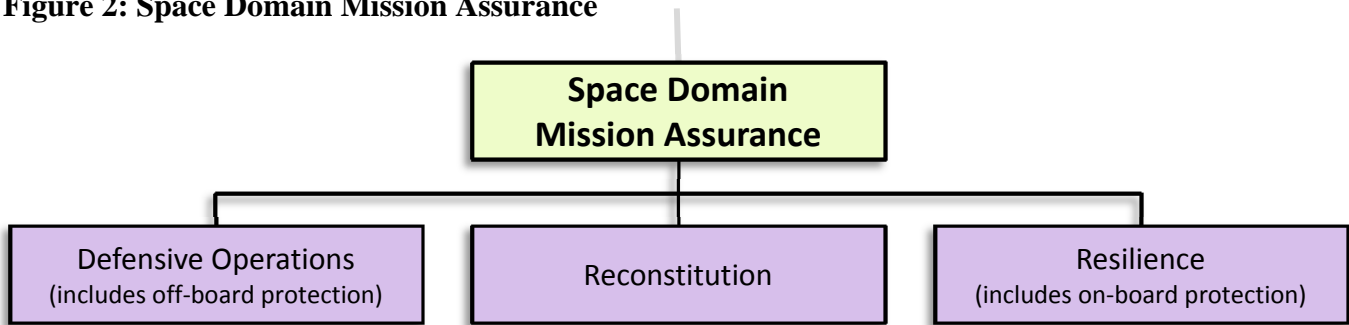 Figure 2: Space Domain Mission Assurance
Space Domain
Mission Assurance
Defensive Operations
(includes off-board protection)
Reconstitution
Resilience
(includes on-board protection)